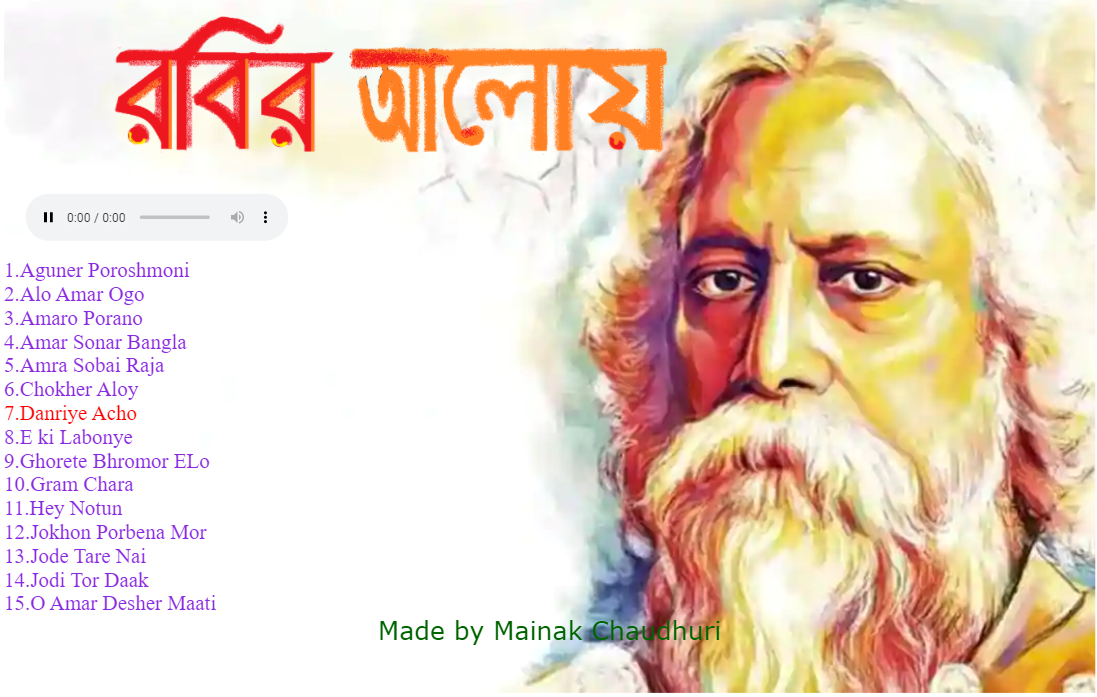 রবির আলোয়
0:00 / 0:00
1.Aguner Poroshmoni
2.Alo Amar Ogo
3.Amaro Porano
4.Amar Sonar Bangla
5.Amra Sobai Raja
6.Chokher Aloy
7.Danriye Acho
8.E ki Labonye
9.Ghorete Bhromor ELo
10.Gram Chara
11.Hey Notun
12.Jokhon Porbena Mor
13.Jode Tare Nai
14.Jodi Tor Daak
15.O Amar Desher Maati
Made by Mainak Chaudhuri